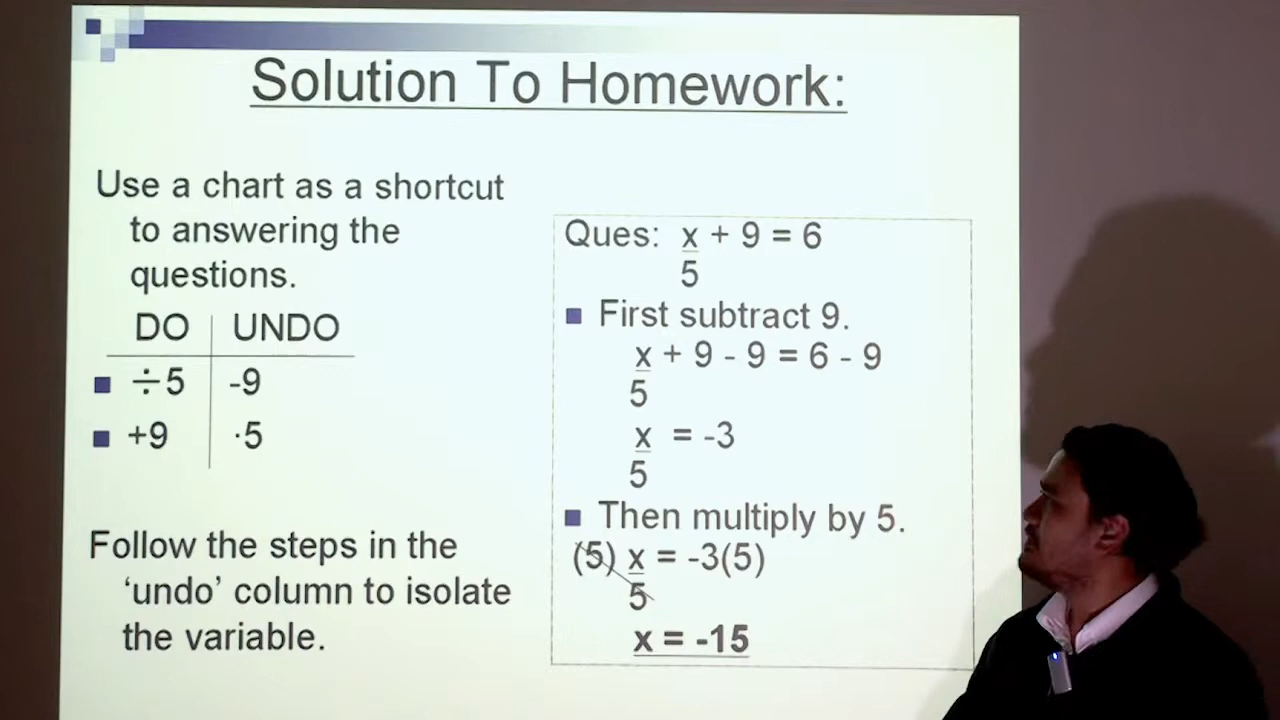 Solution To Homework:
Use a chart as a shortcut
to answering the
questions.
DO UNDO
÷5 -9
+9 ·5
Follow the steps in the
‘undo’ column to isolate
the variable.
Ques: x + 9 = 6
5
First subtract 9.
x + 9 - 9 = 6 - 9
5
x = -3
5
Then multiply by 5.
(5) x = -3(5)
5
x = -15